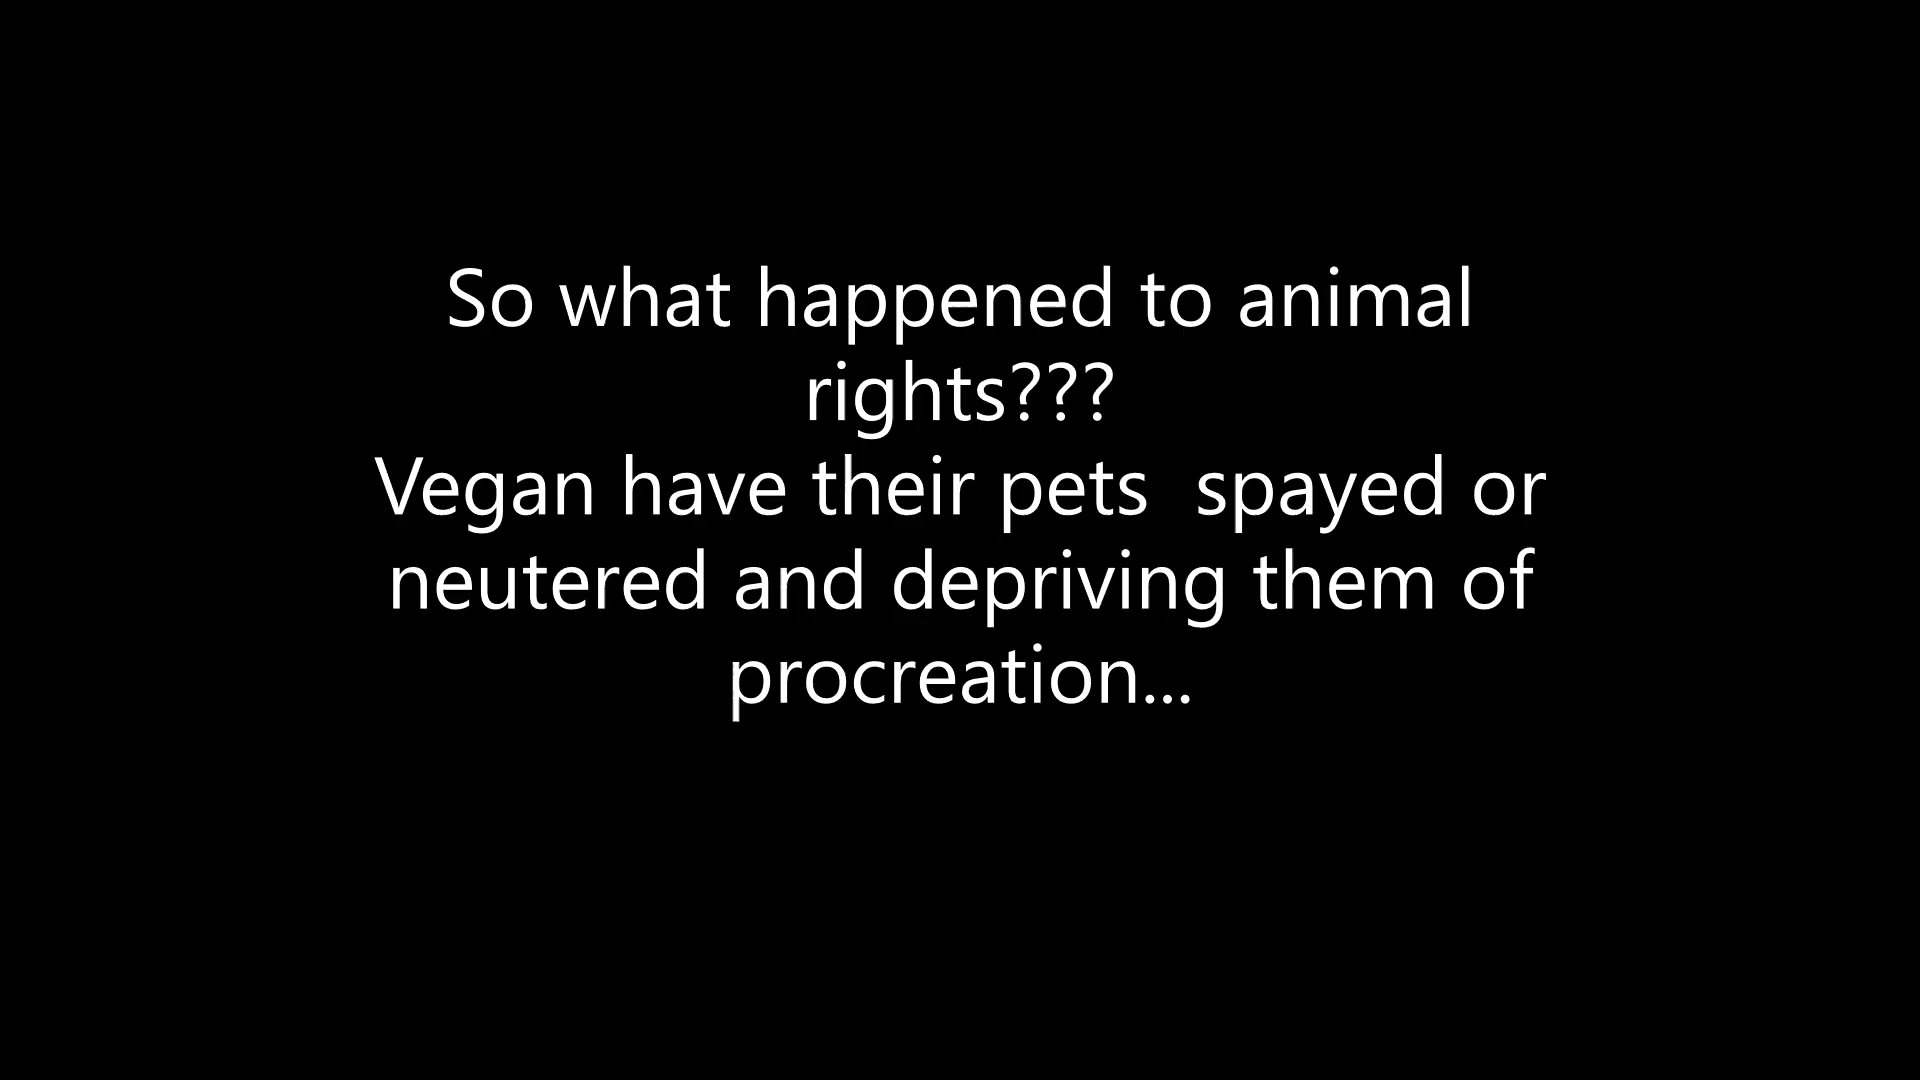 So what happened to animal
rights???
Vegan have their pets  spayed or
neutered and depriving them of
procreation...